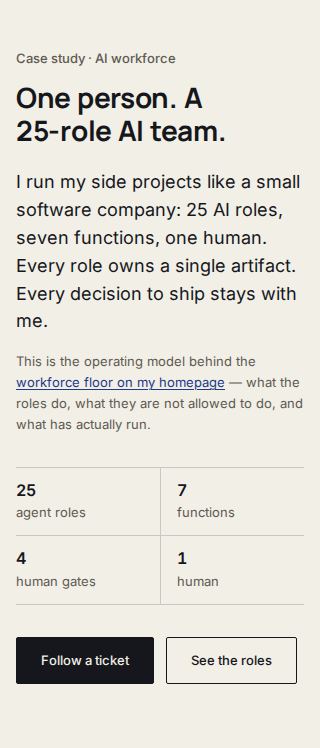 Case study · AI workforce
One person. A
25-role AI team.
I run my side projects like a small
software company: 25 AI roles,
seven functions, one human.
Every role owns a single artifact.
Every decision to ship stays with
me.
This is the operating model behind the
workforce floor on my homepage — what the
roles do, what they are not allowed to do, and
what has actually run.
25
agent roles
7
functions
4
human gates
1
human
Follow a ticket
See the roles